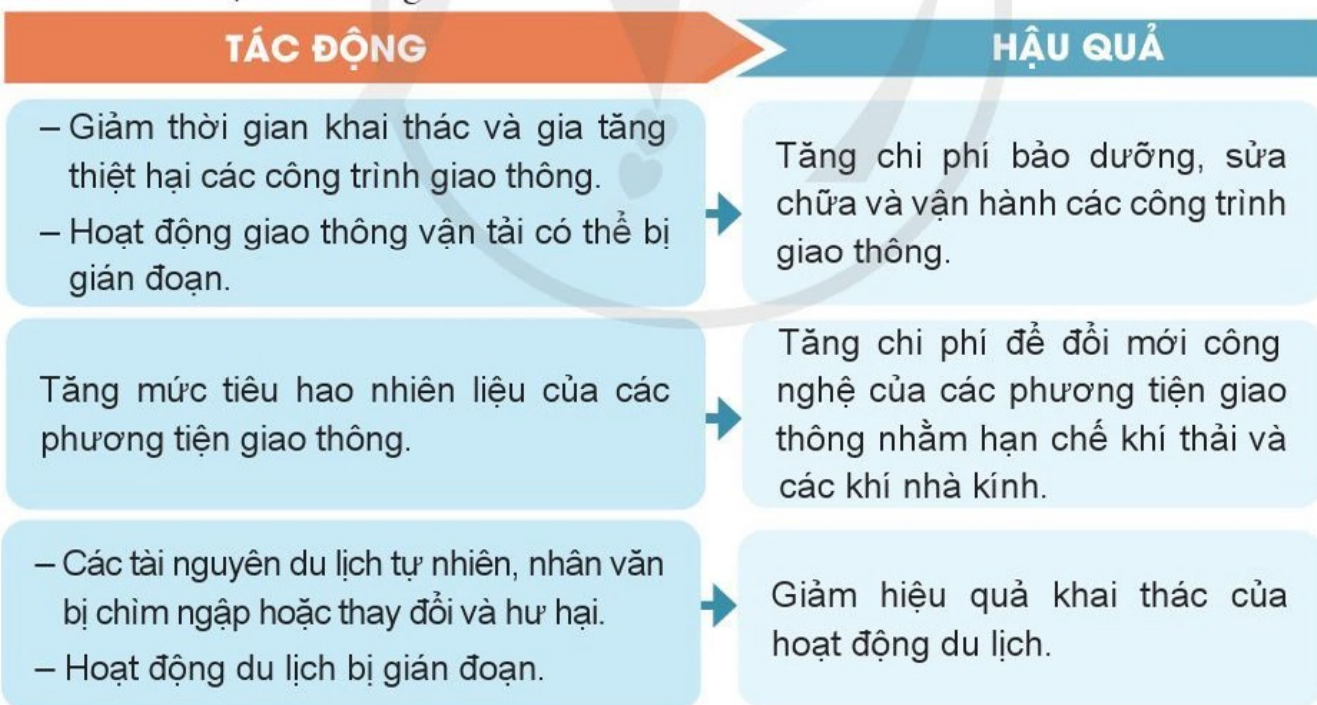 TÁC ĐỘNG
HẬU QUẢ
– Giảm thời gian khai thác và gia tăng
thiệt hại các công trình giao thông.
– Hoạt động giao thông vận tải có thể bị
gián đoạn.
Tăng chi phí bảo dưỡng, sửa
chữa và vận hành các công trình
giao thông.
Tăng mức tiêu hao nhiên liệu của các
phương tiện giao thông.
Tăng chi phí để đổi mới công
nghệ của các phương tiện giao
thông nhằm hạn chế khí thải và
các khí nhà kính.
– Các tài nguyên du lịch tự nhiên, nhân văn
bị chìm ngập hoặc thay đổi và hư hại.
– Hoạt động du lịch bị gián đoạn.
Giảm hiệu quả khai thác của
hoạt động du lịch.